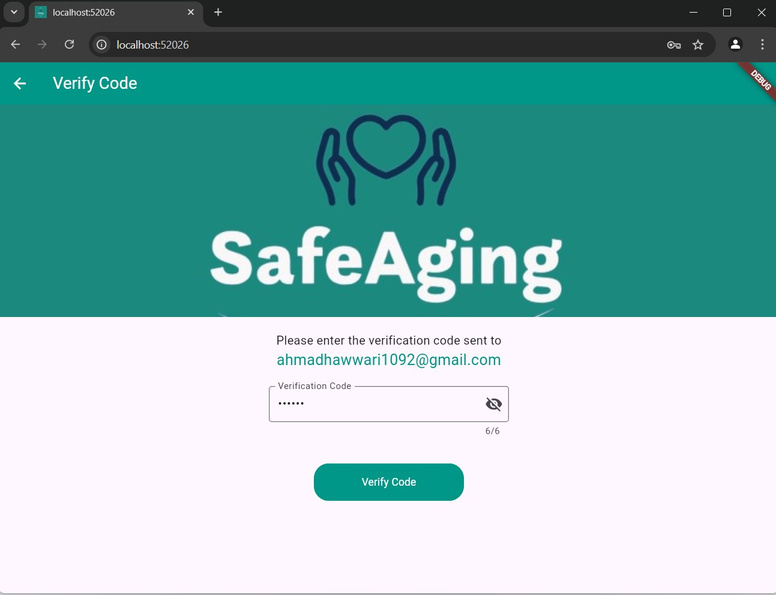 localhost:52026
localhost:52026
Verify Code
DEBUG
SafeAging
Please enter the verification code sent to
ahmadhawwari1092@gmail.com
Verification Code
••••••
6/6
Verify Code